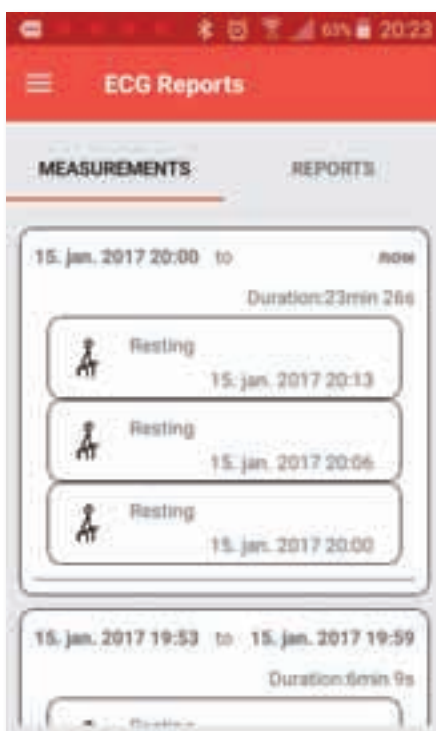 63% 20:23
ECG Reports
MEASUREMENTS REPORTS
15. jan. 2017 20:00 to now
Duration:23min 26s
Resting
15. jan. 2017 20:13
Resting
15. jan. 2017 20:06
Resting
15. jan. 2017 20:00
15. jan. 2017 19:53 to 15. jan. 2017 19:59
Duration:6min 9s
Resting